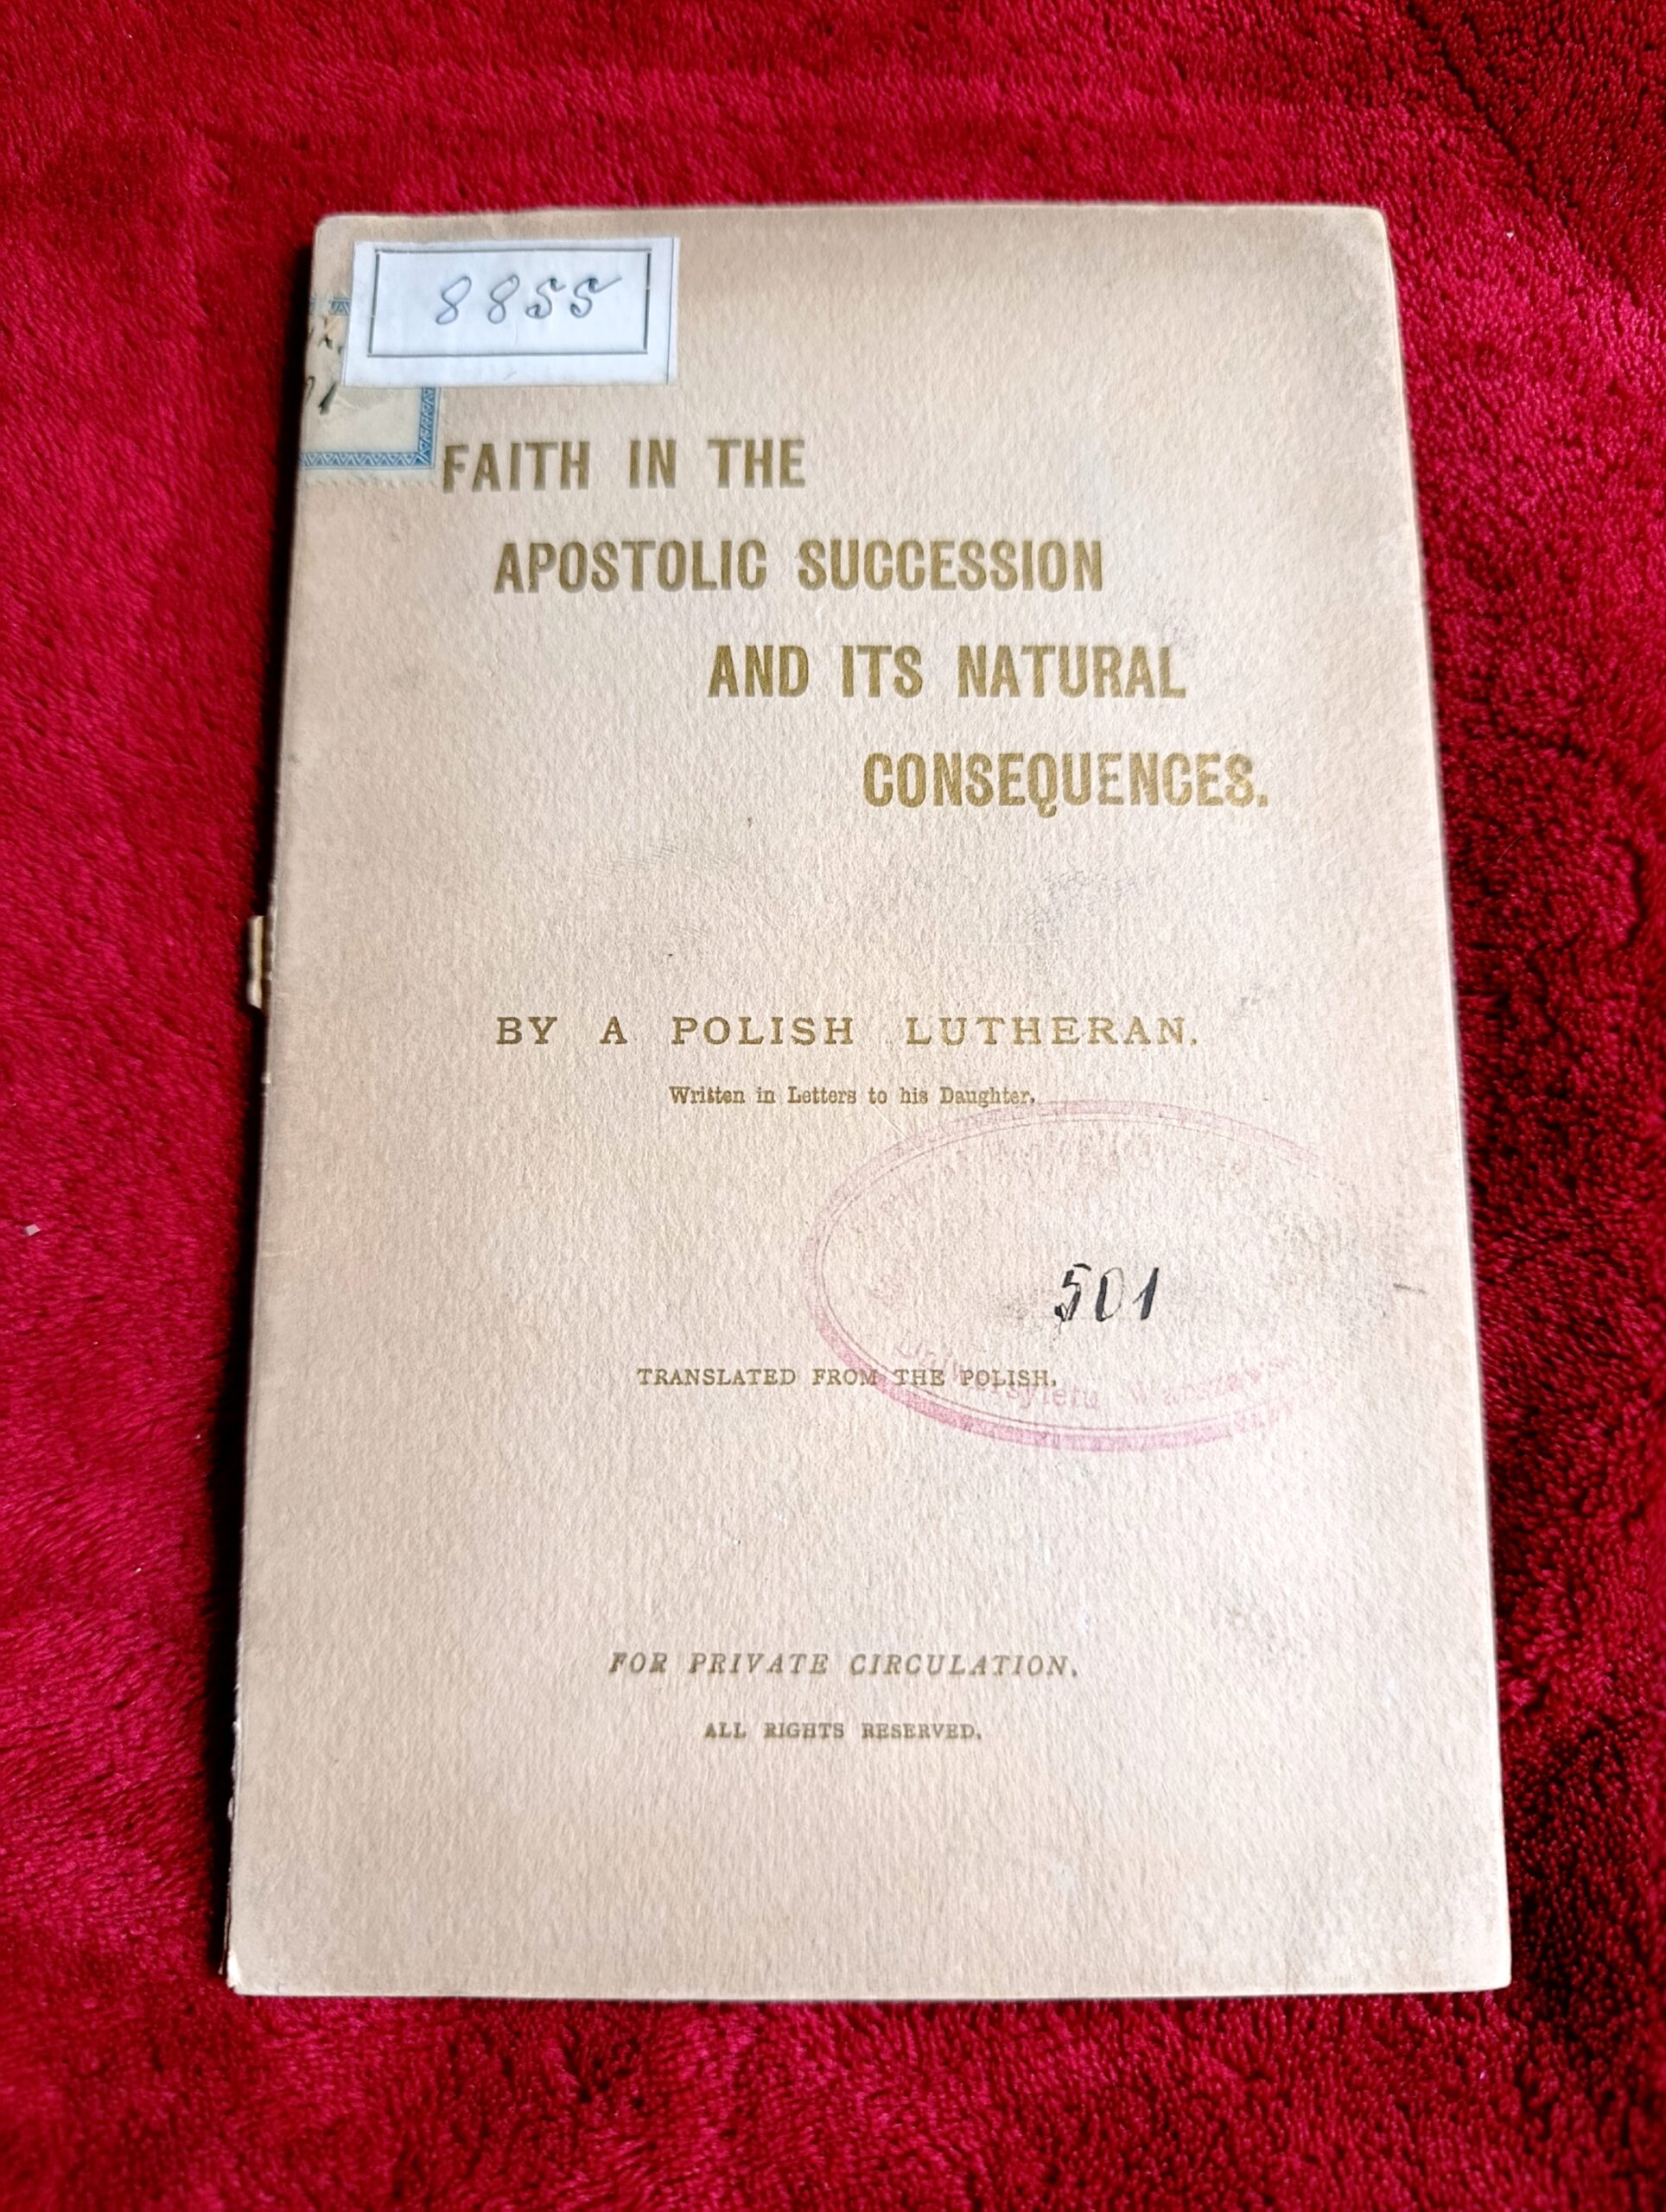 8855
FAITH IN THE
APOSTOLIC SUCCESSION
AND ITS NATURAL
CONSEQUENCES.
BY A POLISH LUTHERAN.
Written in Letters to his Daughter.
501
TRANSLATED FROM THE POLISH.
FOR PRIVATE CIRCULATION.
ALL RIGHTS RESERVED.